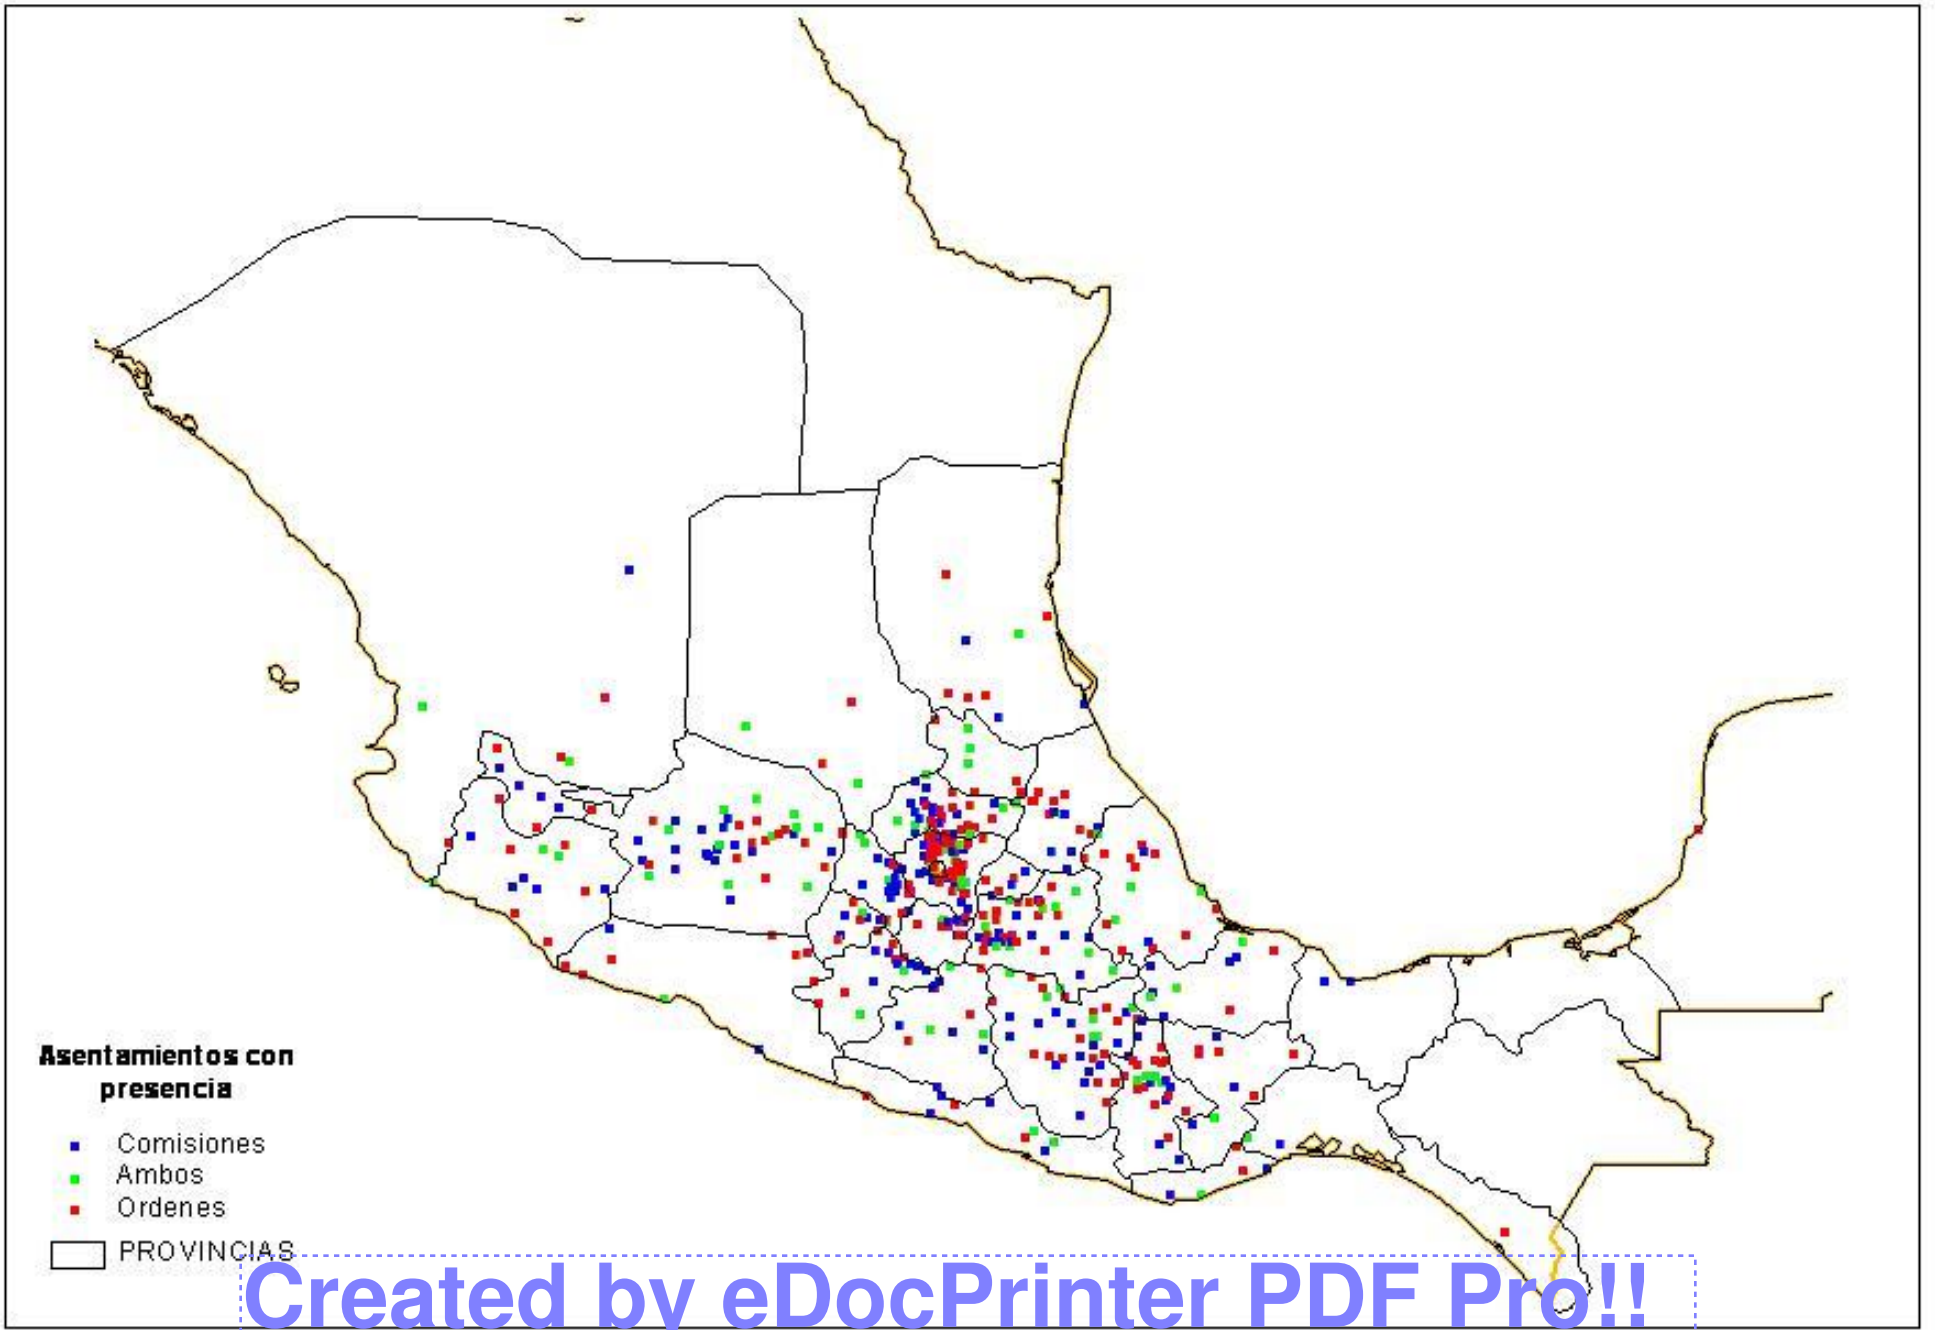 Asentamientos con
presencia
Comisiones
Ambos
Ordenes
PROVINCIAS
Created by eDocPrinter PDF Pro!!